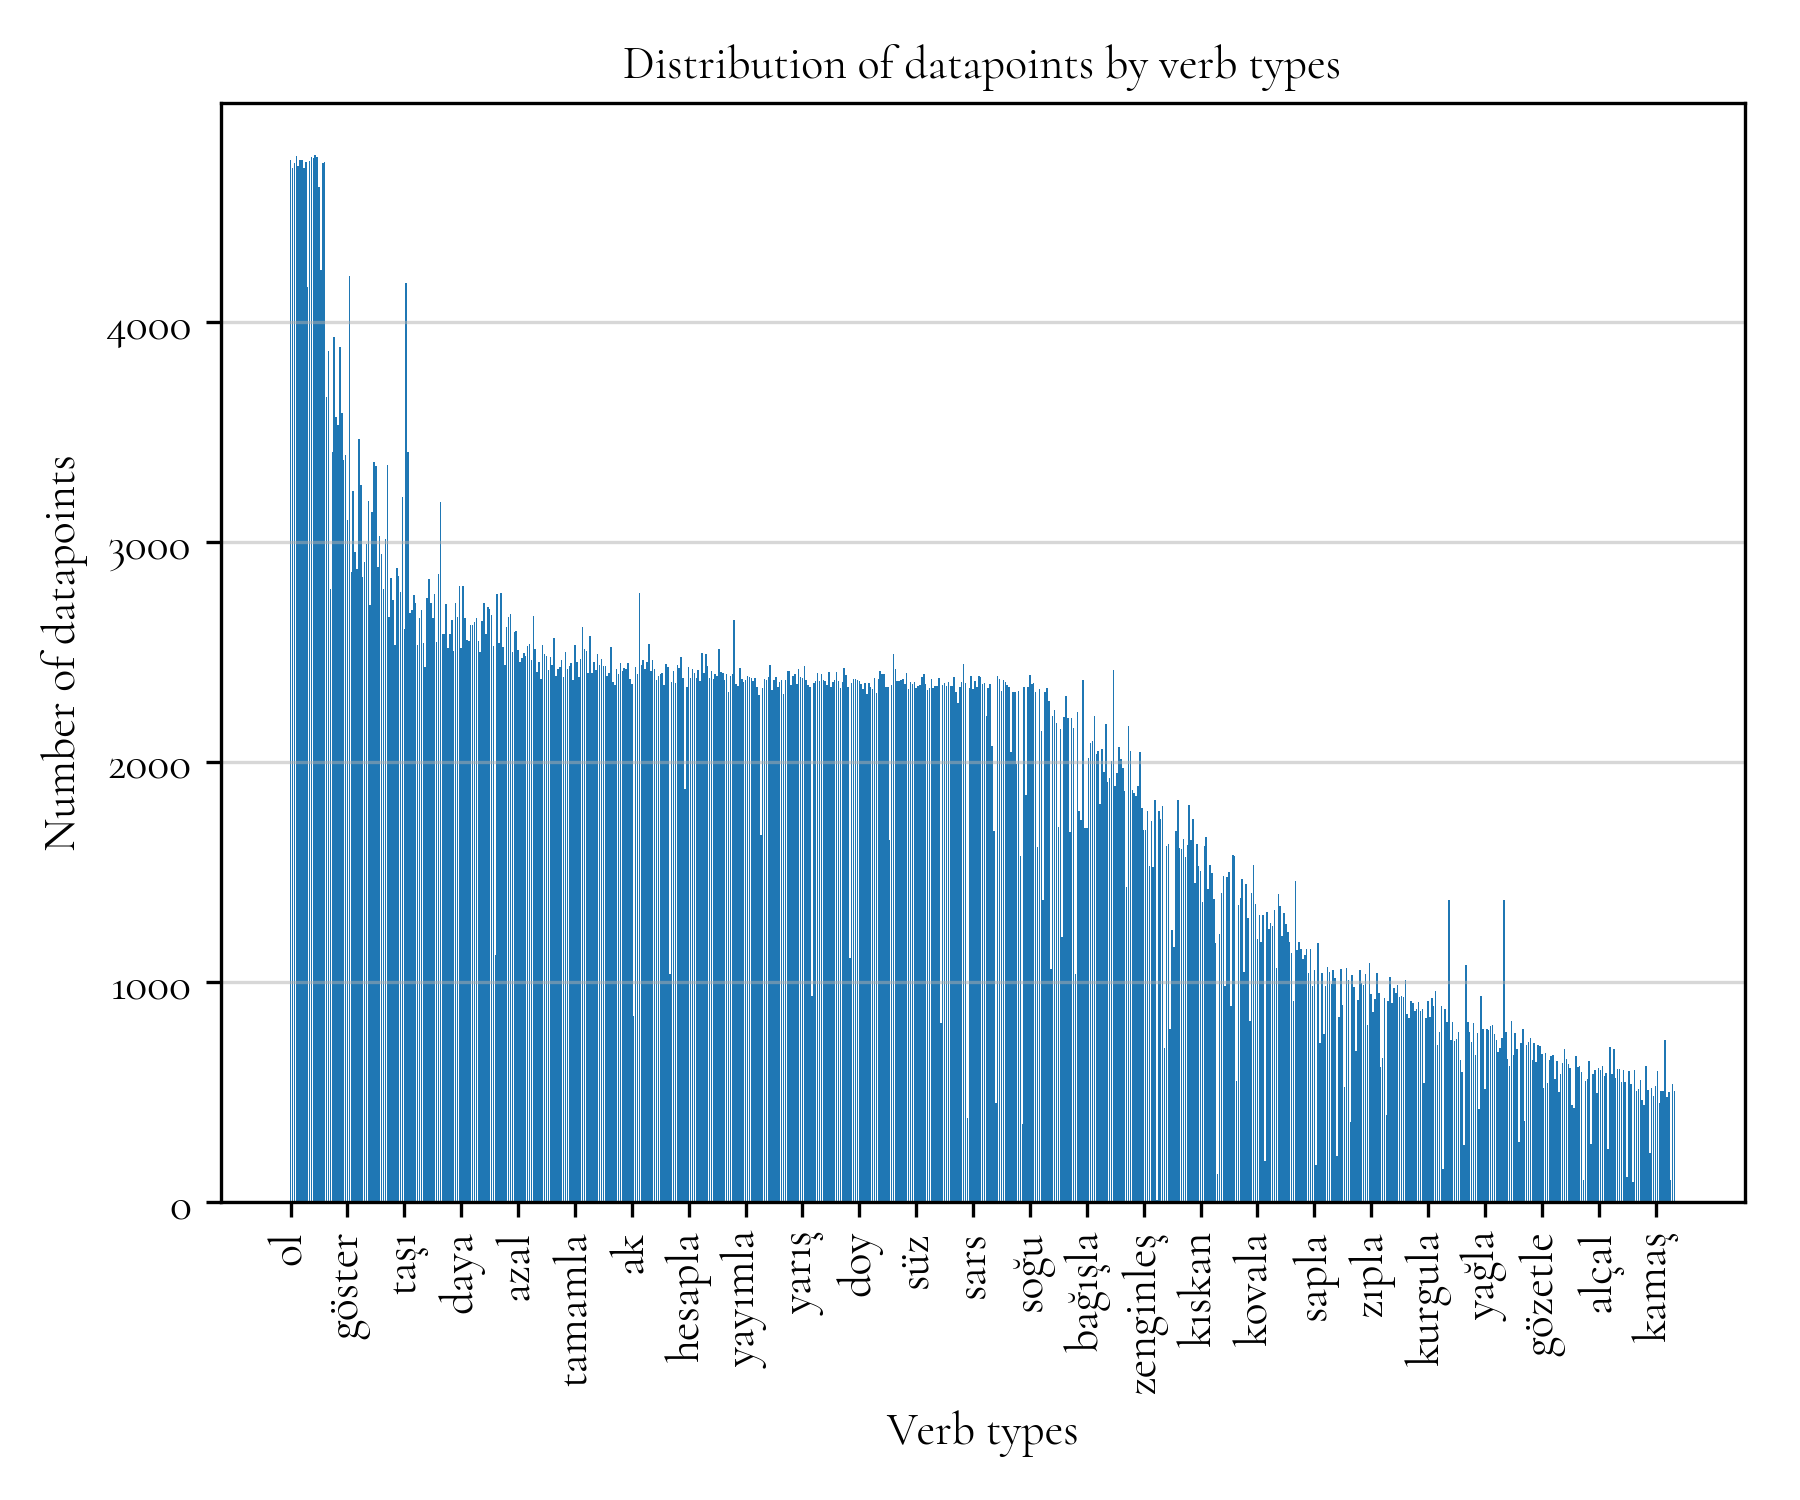 Distribution of datapoints by verb types
Number of datapoints
4000
3000
2000
1000
0
ol
göster
taşı
daya
azal
tamamla
ak
hesapla
yayımla
yarış
doy
süz
sars
soğu
bağışla
zenginleş
kıskan
kovala
sapla
zıpla
kurgula
yağla
gözetle
alçal
kamaş
Verb types